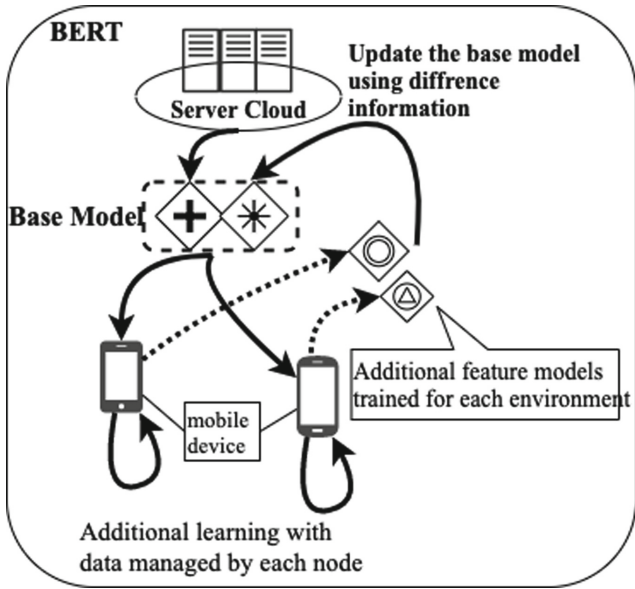 BERT
Update the base model
using diffrence
information
Server Cloud
Base Model
Additional feature models
trained for each environment
mobile
device
Additional learning with
data managed by each node